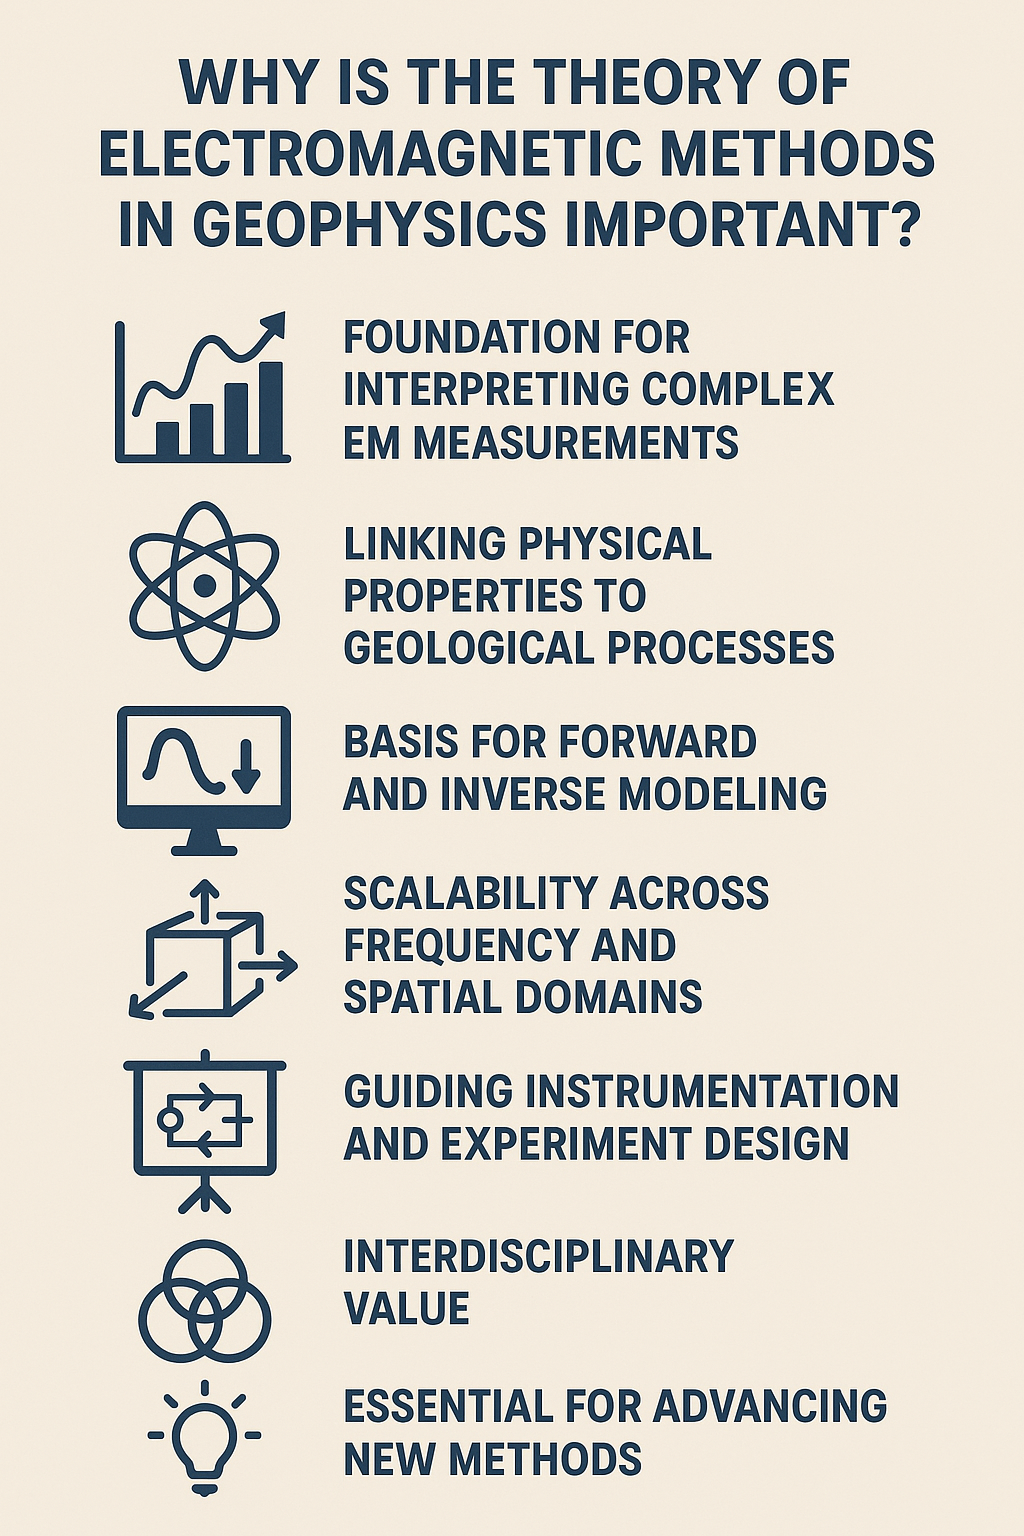 WHY IS THE THEORY OF
ELECTROMAGNETIC METHODS
IN GEOPHYSICS IMPORTANT?
FOUNDATION FOR
INTERPRETING COMPLEX
EM MEASUREMENTS
LINKING PHYSICAL
PROPERTIES TO
GEOLOGICAL PROCESSES
BASIS FOR FORWARD
AND INVERSE MODELING
SCALABILITY ACROSS
FREQUENCY AND
SPATIAL DOMAINS
GUIDING INSTRUMENTATION
AND EXPERIMENT DESIGN
INTERDISCIPLINARY
VALUE
ESSENTIAL FOR ADVANCING
NEW METHODS